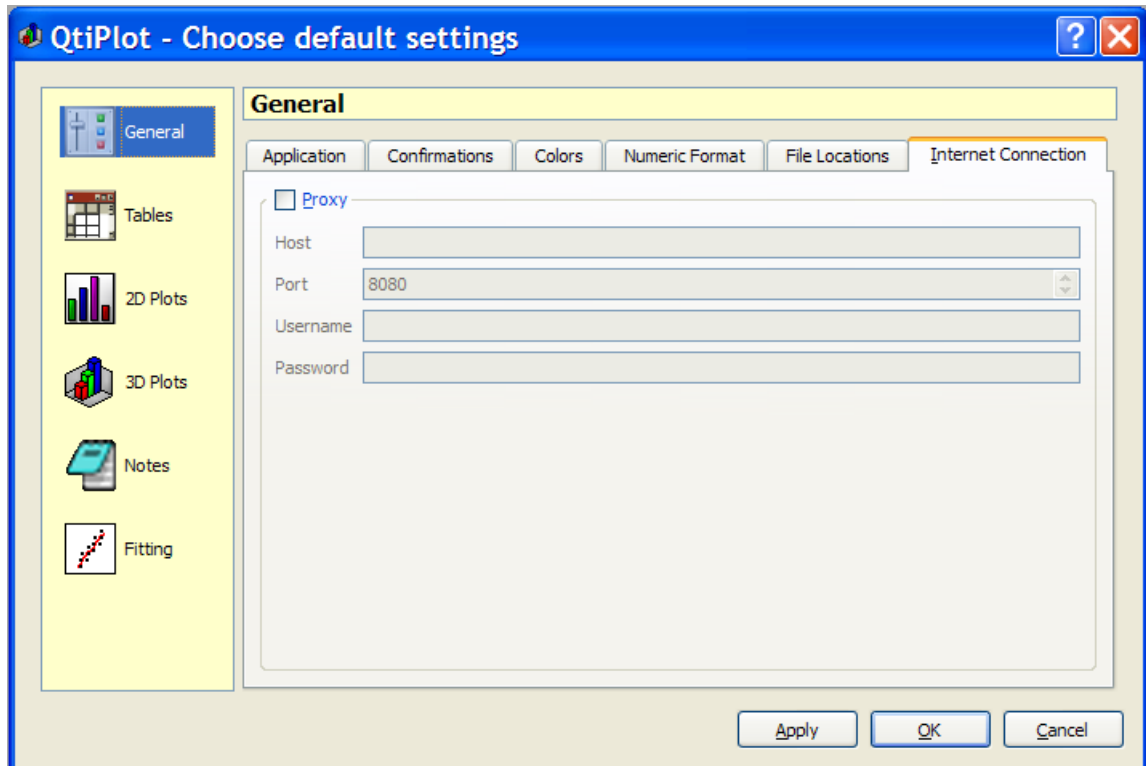 QtiPlot - Choose default settings
General
Tables
2D Plots
3D Plots
Notes
Fitting
General
Application Confirmations Colors Numeric Format File Locations Internet Connection
Proxy
Host
Port 8080
Username
Password
Apply OK Cancel